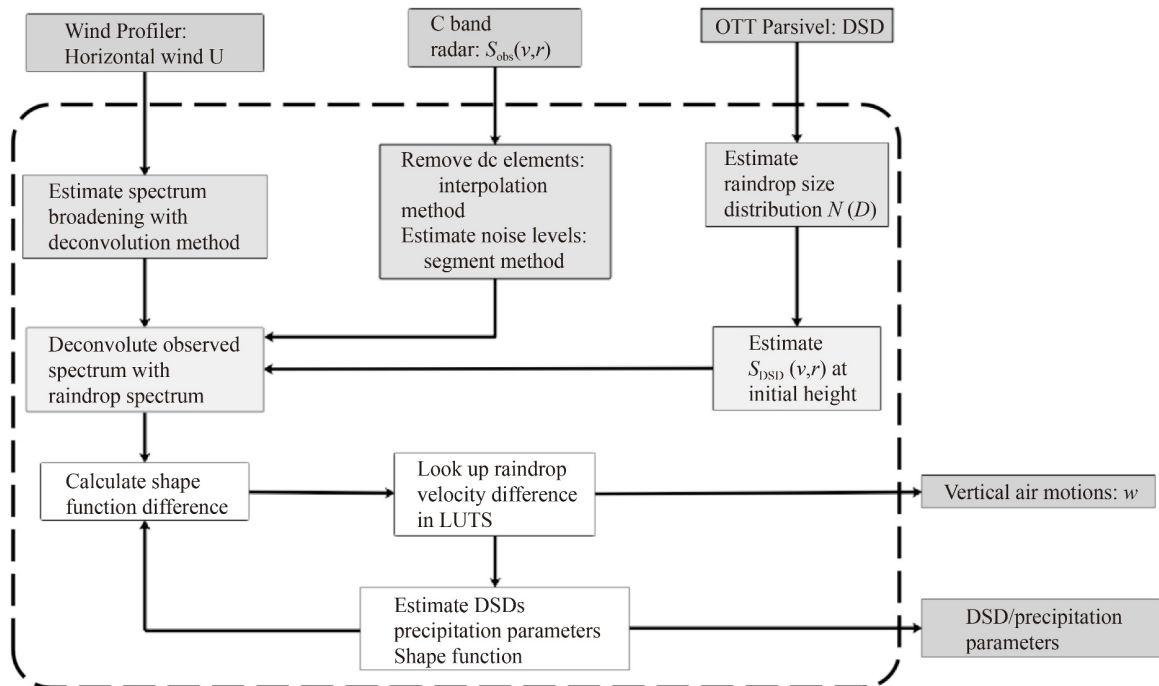 Wind Profiler:
Horizontal wind U
C band
radar: S_obs(v,r)
OTT Parsivel: DSD
Estimate spectrum
broadening with
deconvolution method
Remove dc elements:
interpolation
method
Estimate noise levels:
segment method
Estimate
raindrop size
distribution N (D)
Deconvolute observed
spectrum with
raindrop spectrum
Estimate
S_DSD (v,r) at
initial height
Calculate shape
function difference
Look up raindrop
velocity difference
in LUTS
Vertical air motions: w
Estimate DSDs
precipitation parameters
Shape function
DSD/precipitation
parameters